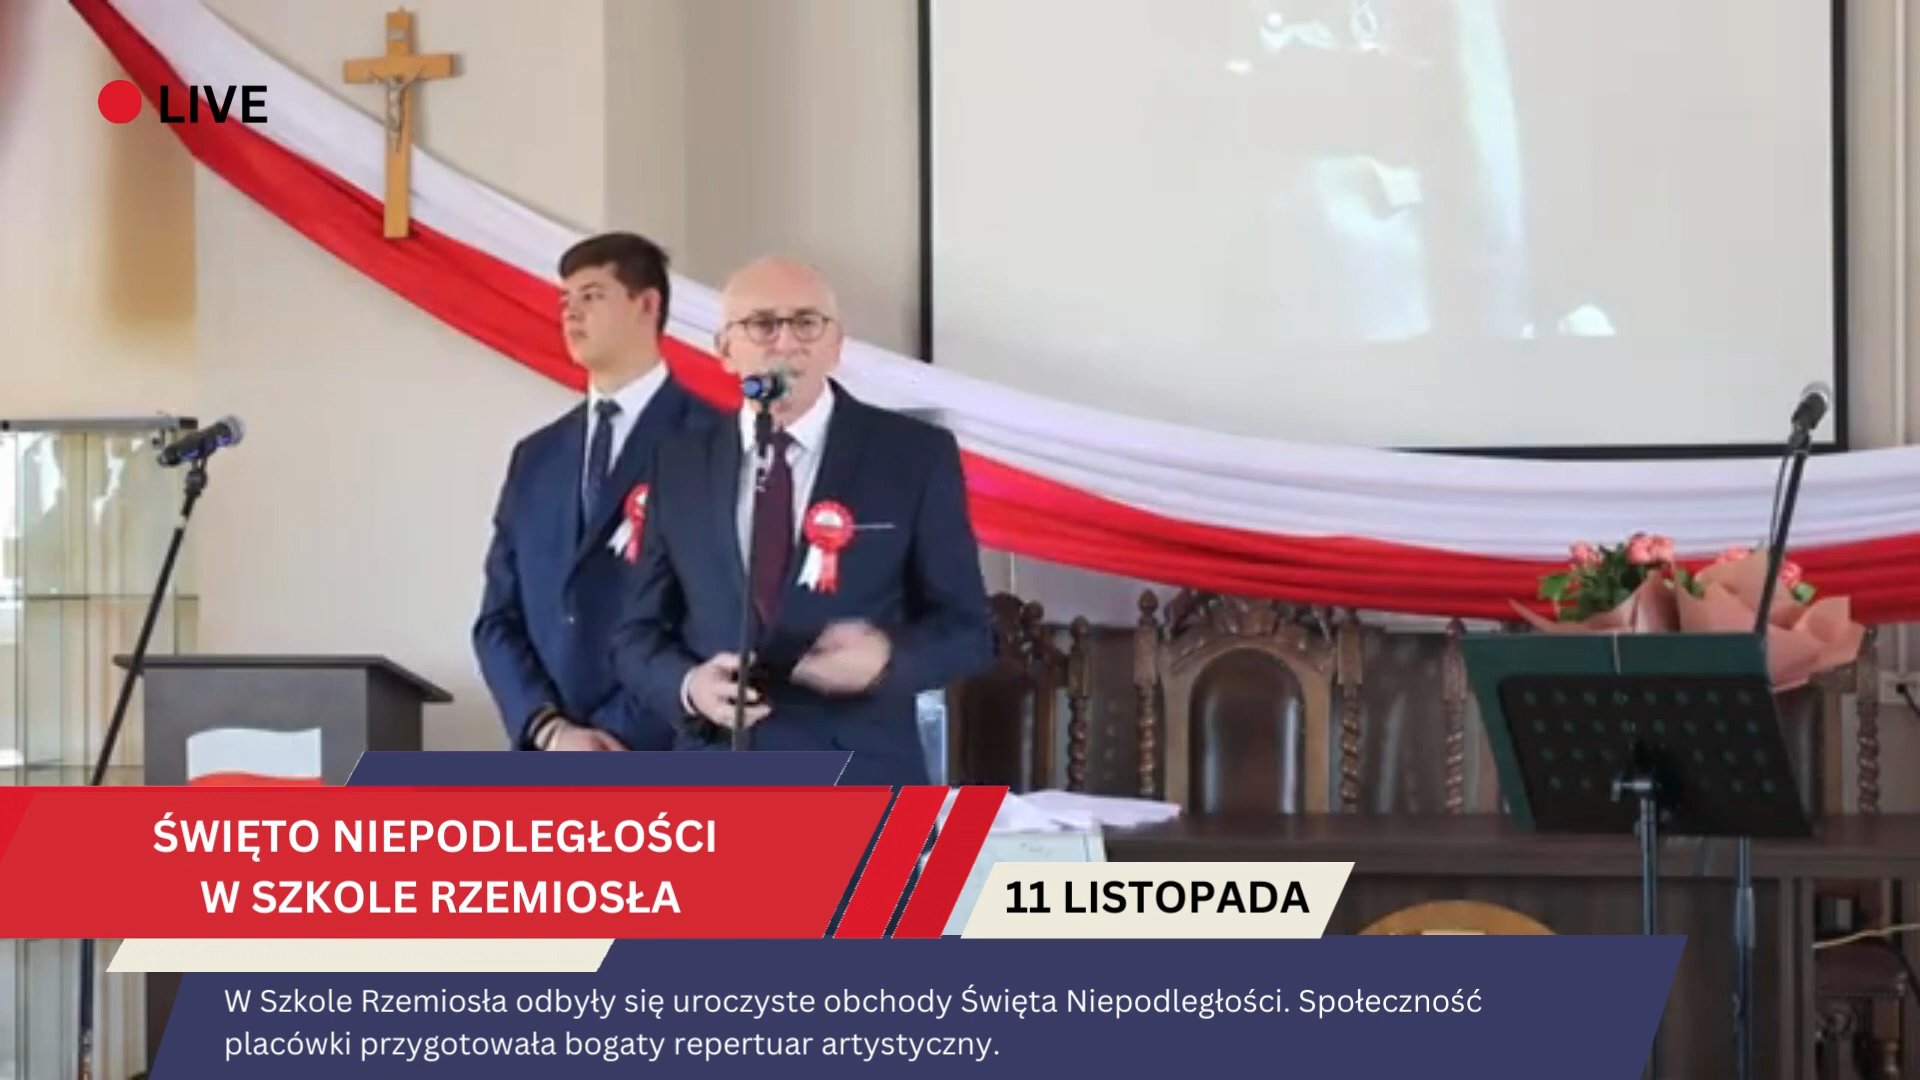 LIVE
ŚWIĘTO NIEPODLEGŁOŚCI
W SZKOLE RZEMIOSŁA
11 LISTOPADA
W Szkole Rzemiosła odbyły się uroczyste obchody Święta Niepodległości. Społeczność
placówki przygotowała bogaty repertuar artystyczny.